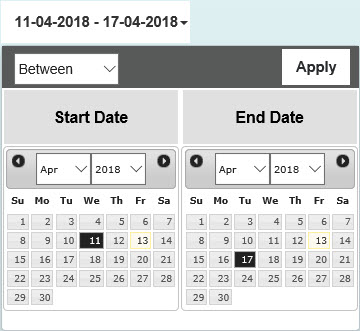 11-04-2018 - 17-04-2018
Between Apply
Start Date End Date
Apr 2018 Apr 2018
Su Mo Tu We Th Fr Sa Su Mo Tu We Th Fr Sa
1 2 3 4 5 6 7 1 2 3 4 5 6 7
8 9 10 11 12 13 14 8 9 10 11 12 13 14
15 16 17 18 19 20 21 15 16 17 18 19 20 21
22 23 24 25 26 27 28 22 23 24 25 26 27 28
29 30 29 30